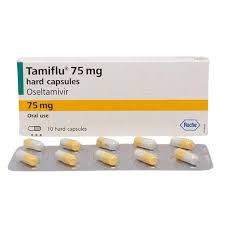 Tamiflu® 75 mg
hard capsules
Oseltamivir
75 mg
Oral use
10 hard capsules
Roche